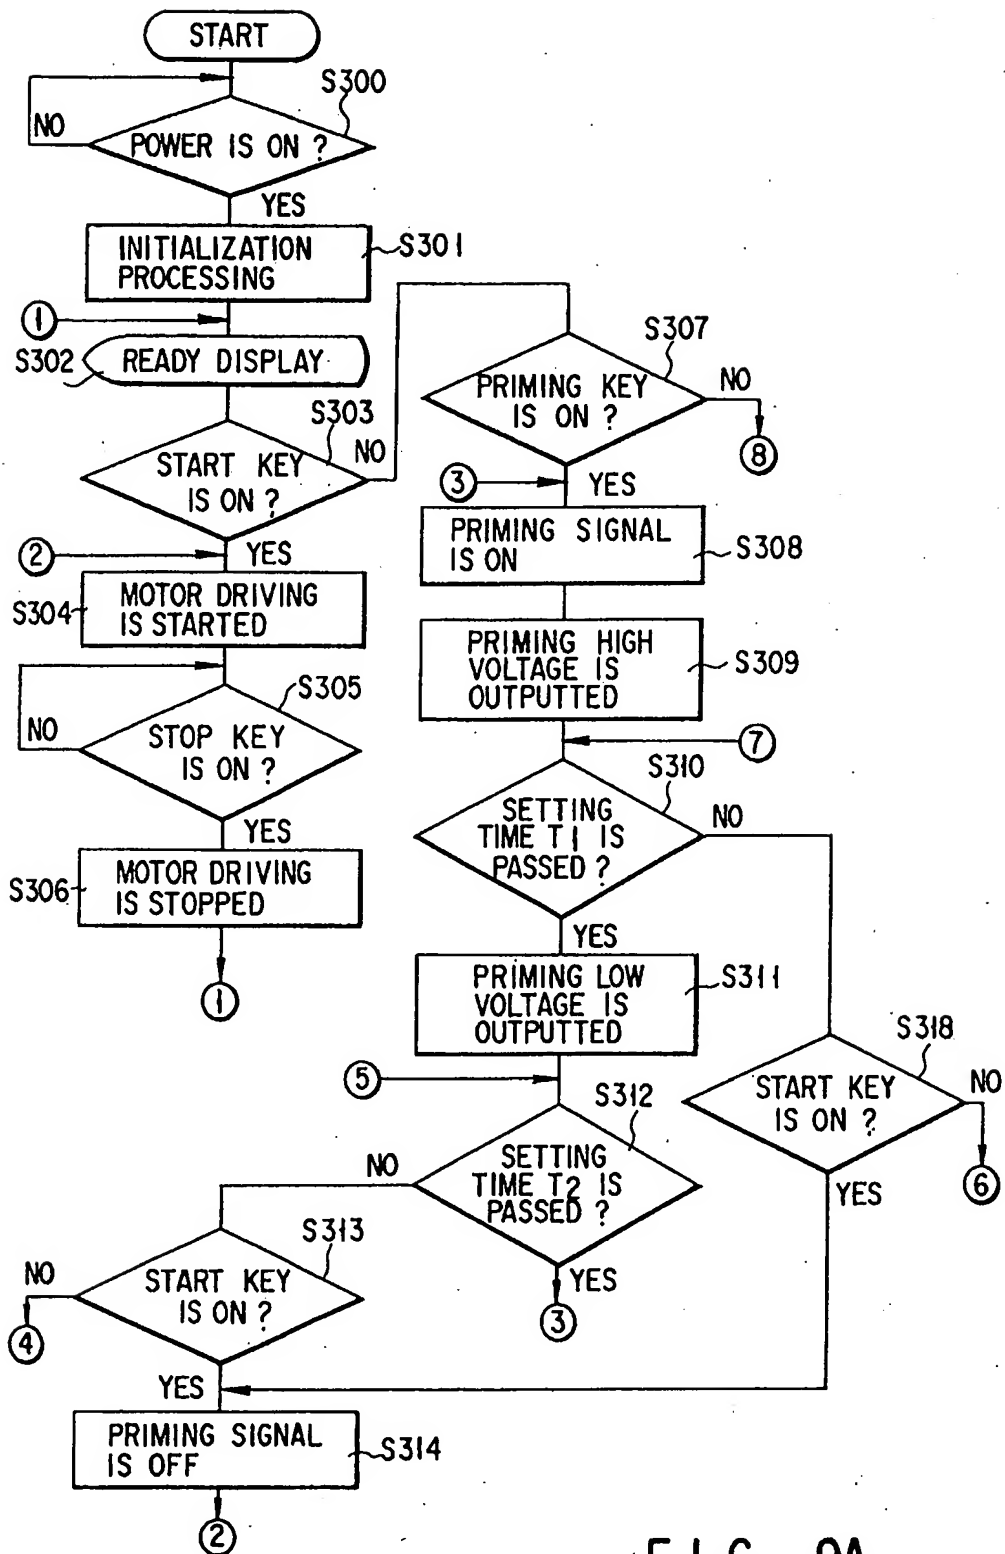 START
S300
NO
POWER IS ON ?
YES
INITIALIZATION
PROCESSING
S301
1
S302
READY DISPLAY
S303
START KEY
IS ON ?
NO
2
YES
S304
MOTOR DRIVING
IS STARTED
S305
NO
STOP KEY
IS ON ?
YES
S306
MOTOR DRIVING
IS STOPPED
1
S307
PRIMING KEY
IS ON ?
NO
8
3
YES
PRIMING SIGNAL
IS ON
S308
PRIMING HIGH
VOLTAGE IS
OUTPUTTED
S309
7
S310
SETTING
TIME T1 IS
PASSED ?
NO
YES
PRIMING LOW
VOLTAGE IS
OUTPUTTED
S311
5
S312
SETTING
TIME T2 IS
PASSED ?
NO
YES
3
S318
START KEY
IS ON ?
NO
6
YES
S313
START KEY
IS ON ?
NO
4
YES
PRIMING SIGNAL
IS OFF
S314
2
FIG. 9A